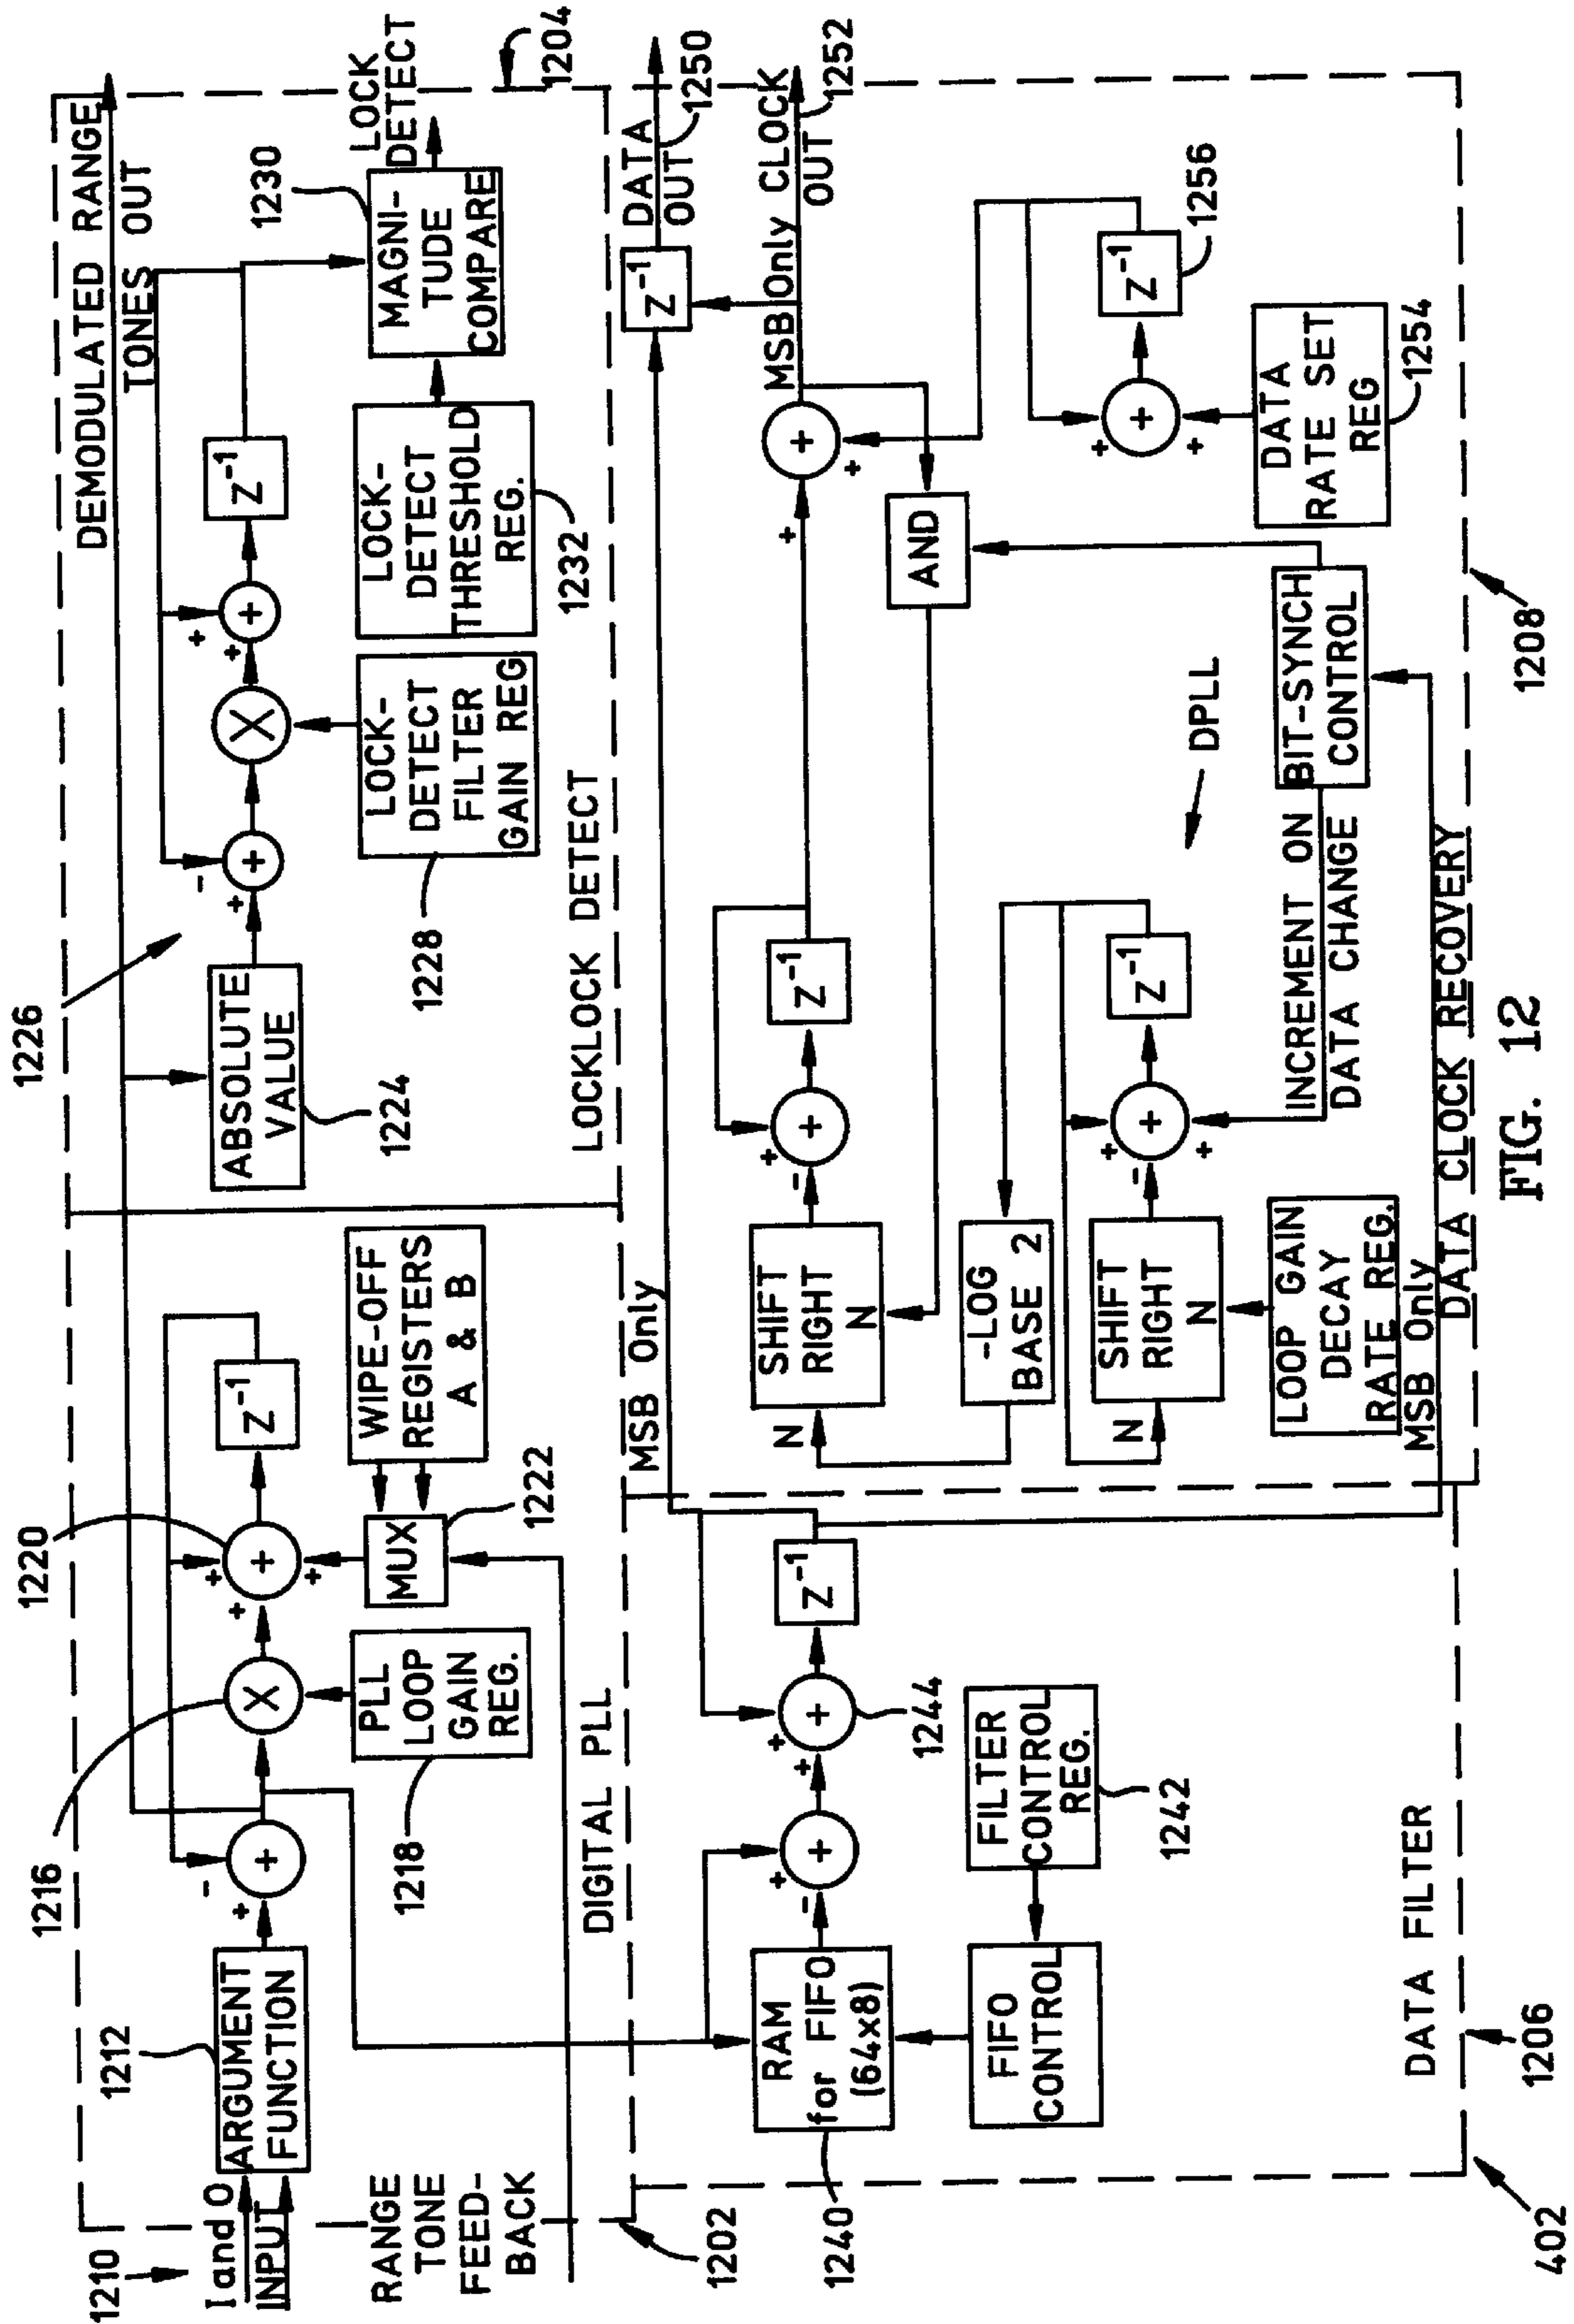 1210
I and Q
INPUT
1212
ARGUMENT
FUNCTION
-
+
+
1216
X
1218
PLL
LOOP
GAIN
REG.
1220
+
+
+
+
Z⁻¹
MUX
1222
WIPE-OFF
REGISTERS
A & B
RANGE
TONE
FEED-
BACK
1202
DIGITAL PLL
1226
ABSOLUTE
VALUE
1224
-
+
+
X
LOCK-
DETECT
FILTER
GAIN REG
1228
+
+
+
Z⁻¹
LOCK-
DETECT
THRESHOLD
REG.
1232
1230
MAGNI-
TUDE
COMPARE
LOCK
DETECT
DEMODULATED RANGE
TONES OUT
1204
LOCKLOCK DETECT
1240
RAM
for FIFO
(64x8)
FIFO
CONTROL
FILTER
CONTROL
REG.
1242
+
-
+
+
+
+
1244
Z⁻¹
DATA FILTER
1206
402
MSB Only
Z⁻¹
DATA
OUT
1250
MSB Only CLOCK
OUT
1252
SHIFT
RIGHT
N
N
+
-
+
Z⁻¹
+
+
+
AND
-LOG
BASE 2
SHIFT
RIGHT
N
N
+
-
+
+
Z⁻¹
LOOP GAIN
DECAY
RATE REG.
MSB Only
INCREMENT ON
DATA CHANGE
DPLL
BIT-SYNCH
CONTROL
+
+
+
Z⁻¹
1256
DATA
RATE SET
REG
1254
DATA CLOCK RECOVERY
1208
FIG. 12